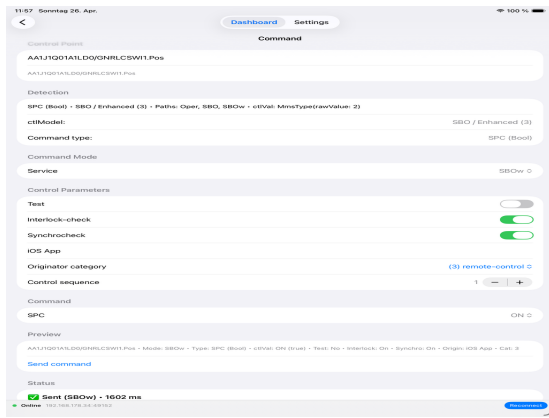 11:57 Sonntag 26. Apr.
100 %
Dashboard Settings
Command
Control Point
AA1J1Q01A1LD0/GNRLCSWI1.Pos
AA1J1Q01A1LD0/GNRLCSWI1.Pos
Detection
SPC (Bool) • SBO / Enhanced (3) • Paths: Oper, SBO, SBOw • ctlVal: MmsType(rawValue: 2)
ctlModel: SBO / Enhanced (3)
Command type: SPC (Bool)
Command Mode
Service SBOw
Control Parameters
Test
Interlock-check
Synchrocheck
iOS App
Originator category (3) remote-control
Control sequence 1 − +
Command
SPC ON
Preview
AA1J1Q01A1LD0/GNRLCSWI1.Pos • Mode: SBOw • Type: SPC (Bool) • ctlVal: ON (true) • Test: No • Interlock: On • Synchro: On • Origin: iOS App • Cat: 3
Send command
Status
Sent (SBOw) • 1602 ms
Online Reconnect